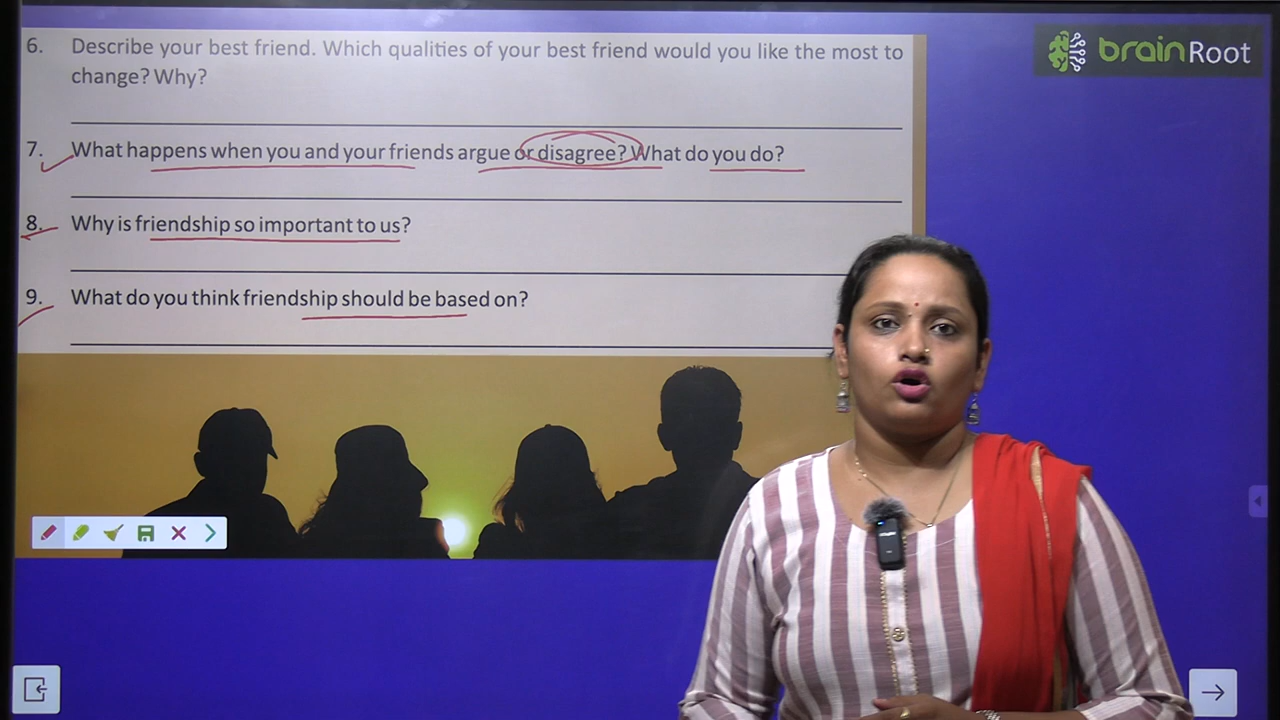 6. Describe your best friend. Which qualities of your best friend would you like the most to
change? Why?
7. What happens when you and your friends argue or disagree? What do you do?
8. Why is friendship so important to us?
9. What do you think friendship should be based on?
brainRoot